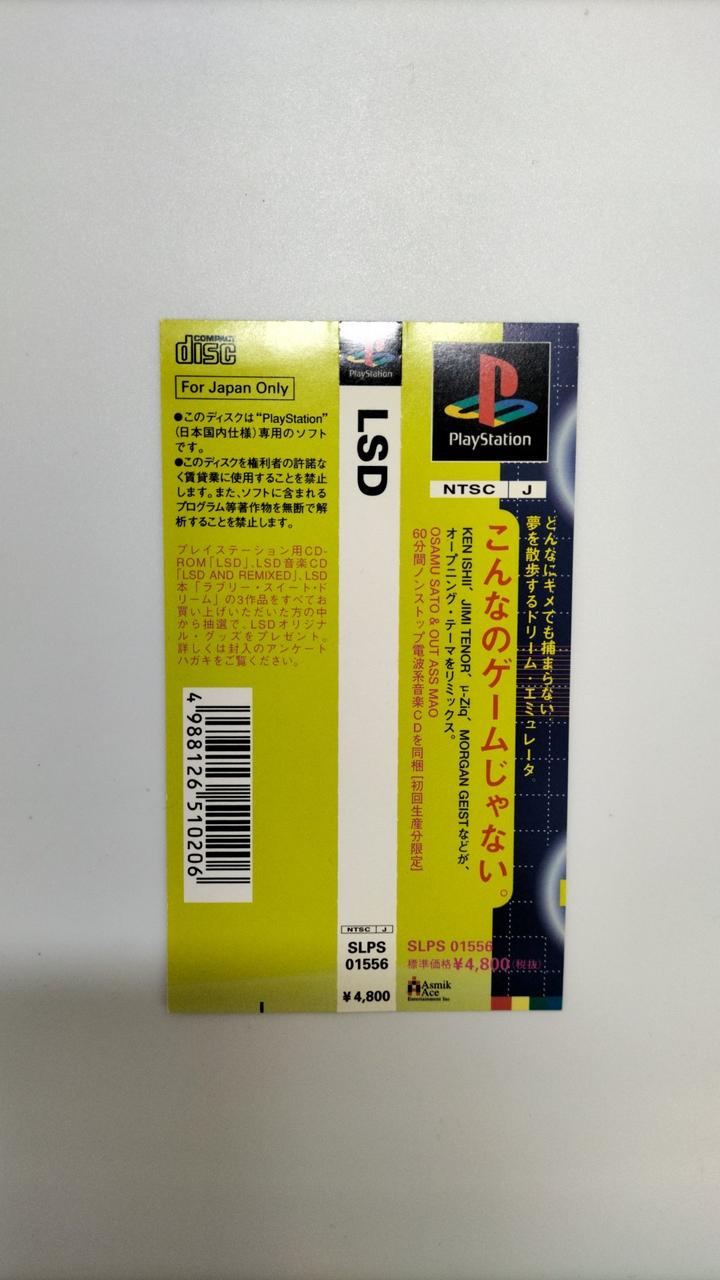 COMPACT
disc
For Japan Only
●このディスクは“PlayStation”
(日本国内仕様)専用のソフト
です。
●このディスクを権利者の許諾な
く賃貸業に使用することを禁止
します。また、ソフトに含まれる
プログラム等著作物を無断で解
析することを禁止します。
プレイステーション用CD-
ROM「LSD」、LSD音楽CD
「LSD AND REMIXED」、LSD
本「ラブリー・スイート・ド
リーム」の3作品をすべてお
買い上げいただいた方の中
から抽選で、LSDオリジナ
ル・グッズをプレゼント。
詳しくは封入のアンケート
ハガキをご覧ください。
4 988126 510206
PlayStation
LSD
NTSC J
SLPS
01556
¥4,800
PlayStation
NTSC J
どんなにキメても捕まらない、
夢を散歩するドリーム・エミュレータ。
こんなのゲームじゃない。
KEN ISHII、JIMI TENOR、μ-Ziq、MORGAN GEISTなどが、
オープニング・テーマをリミックス。
OSAMU SATO & OUT ASS MAO
60分間ノンストップ電波系音楽CDを同梱[初回生産分限定]
SLPS 01556
標準価格¥4,800(税抜)
Asmik
Ace
Entertainment Inc